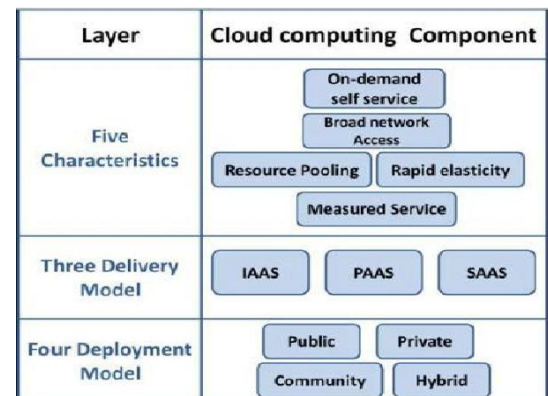 Layer
Cloud computing Component
Five
Characteristics
On-demand
self service
Broad network
Access
Resource Pooling
Rapid elasticity
Measured Service
Three Delivery
Model
IAAS
PAAS
SAAS
Four Deployment
Model
Public
Private
Community
Hybrid